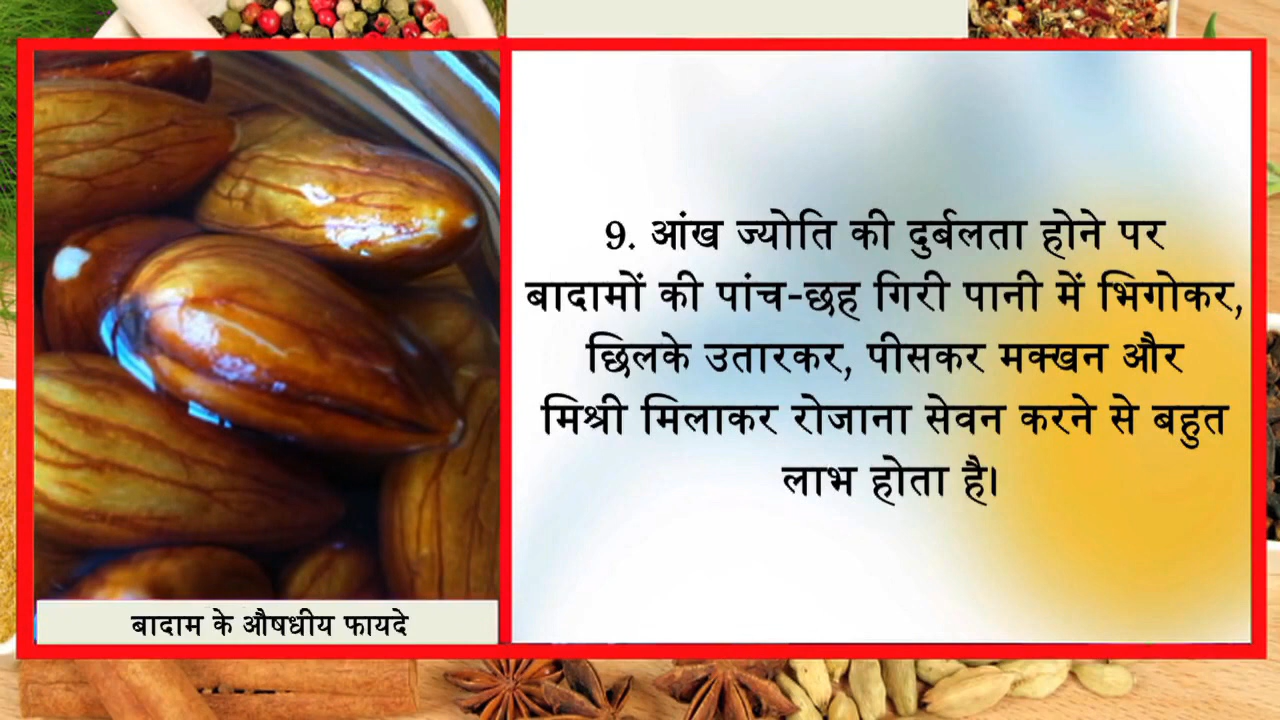 9. आंख ज्योति की दुर्बलता होने पर
बादामों की पांच-छह गिरी पानी में भिगोकर,
छिलके उतारकर, पीसकर मक्खन और
मिश्री मिलाकर रोजाना सेवन करने से बहुत
लाभ होता है।
बादाम के औषधीय फायदे